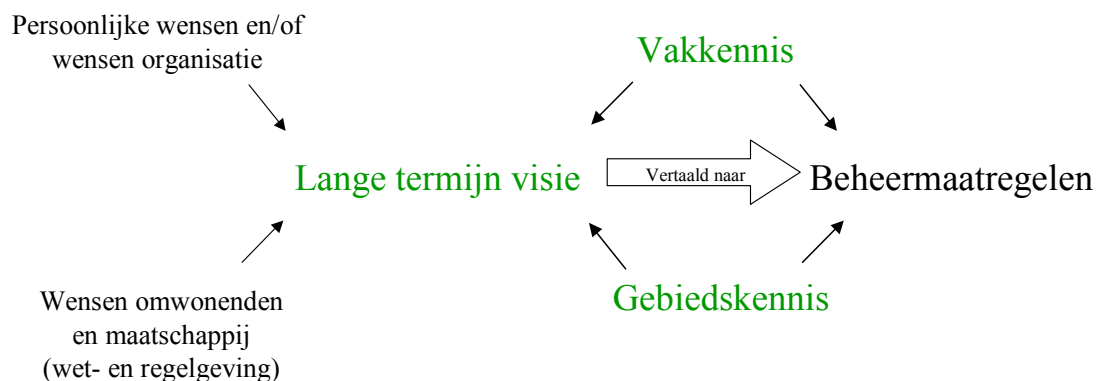 Persoonlijke wensen en/of
wensen organisatie
Vakkennis
Lange termijn visie
Vertaald naar
Beheermaatregelen
Wensen omwonenden
en maatschappij
(wet- en regelgeving)
Gebiedskennis